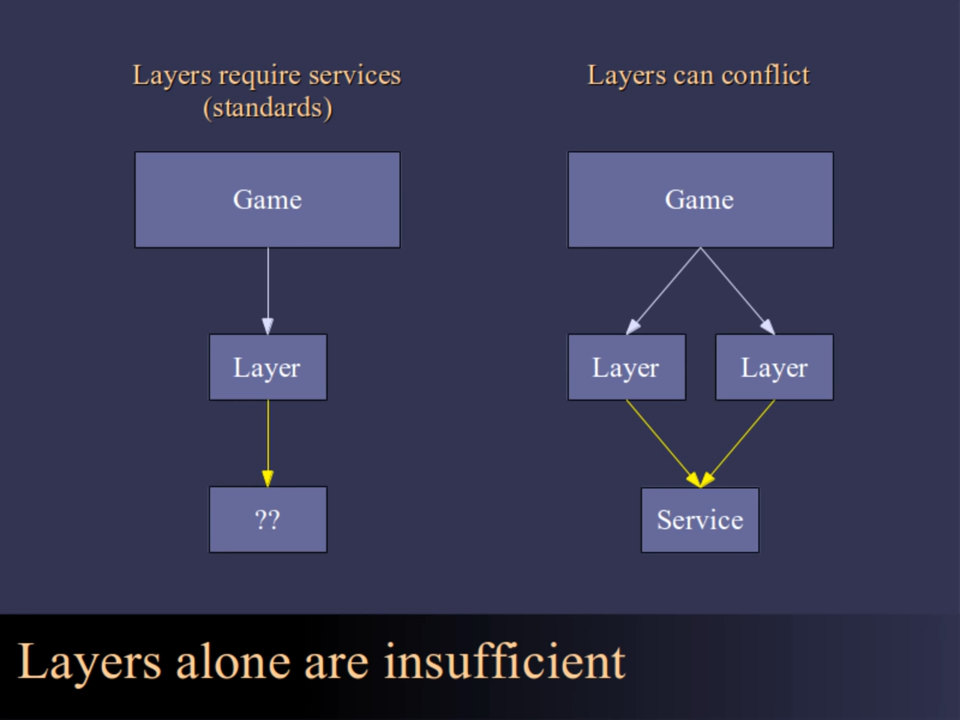 Layers require services
(standards)
Game
Layer
??
Layers can conflict
Game
Layer
Layer
Service
Layers alone are insufficient